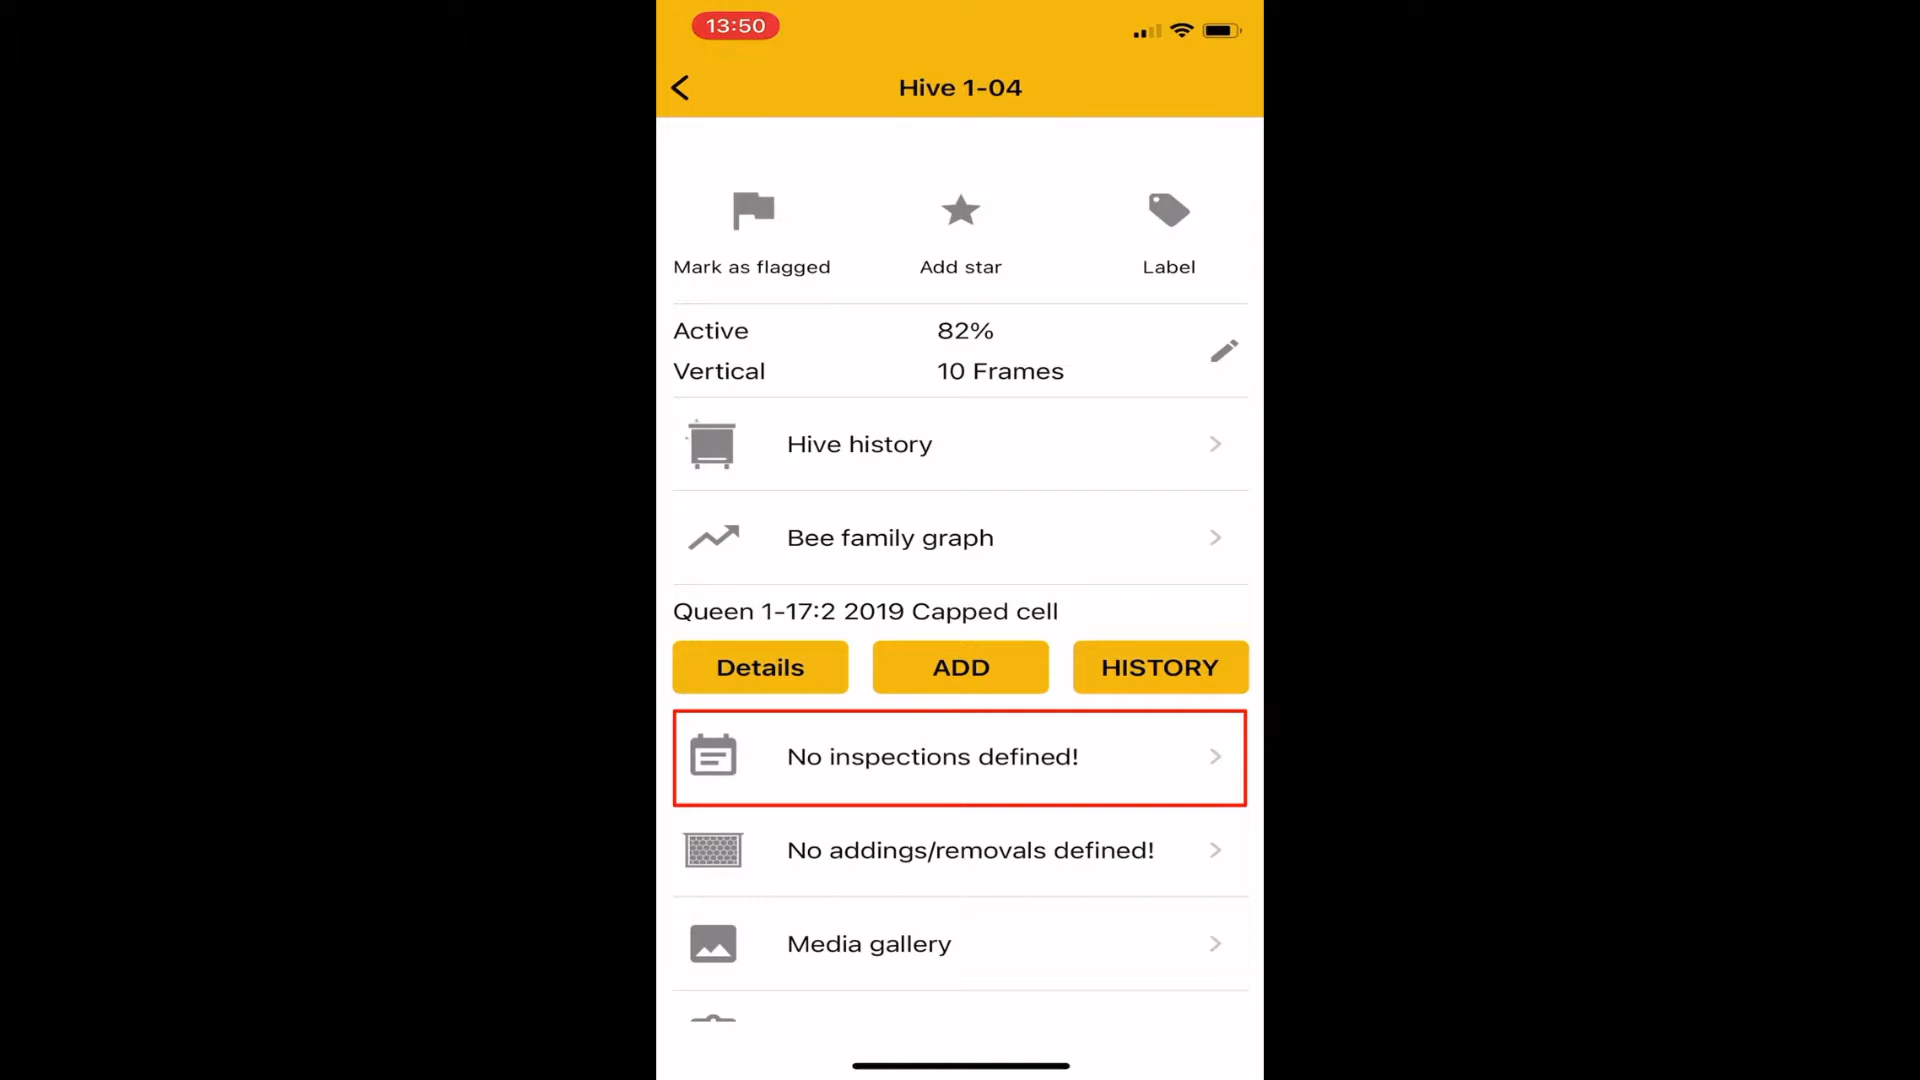 13:50
Hive 1-04
Mark as flagged Add star Label
Active 82%
Vertical 10 Frames
Hive history
Bee family graph
Queen 1-17:2 2019 Capped cell
Details ADD HISTORY
No inspections defined!
No addings/removals defined!
Media gallery